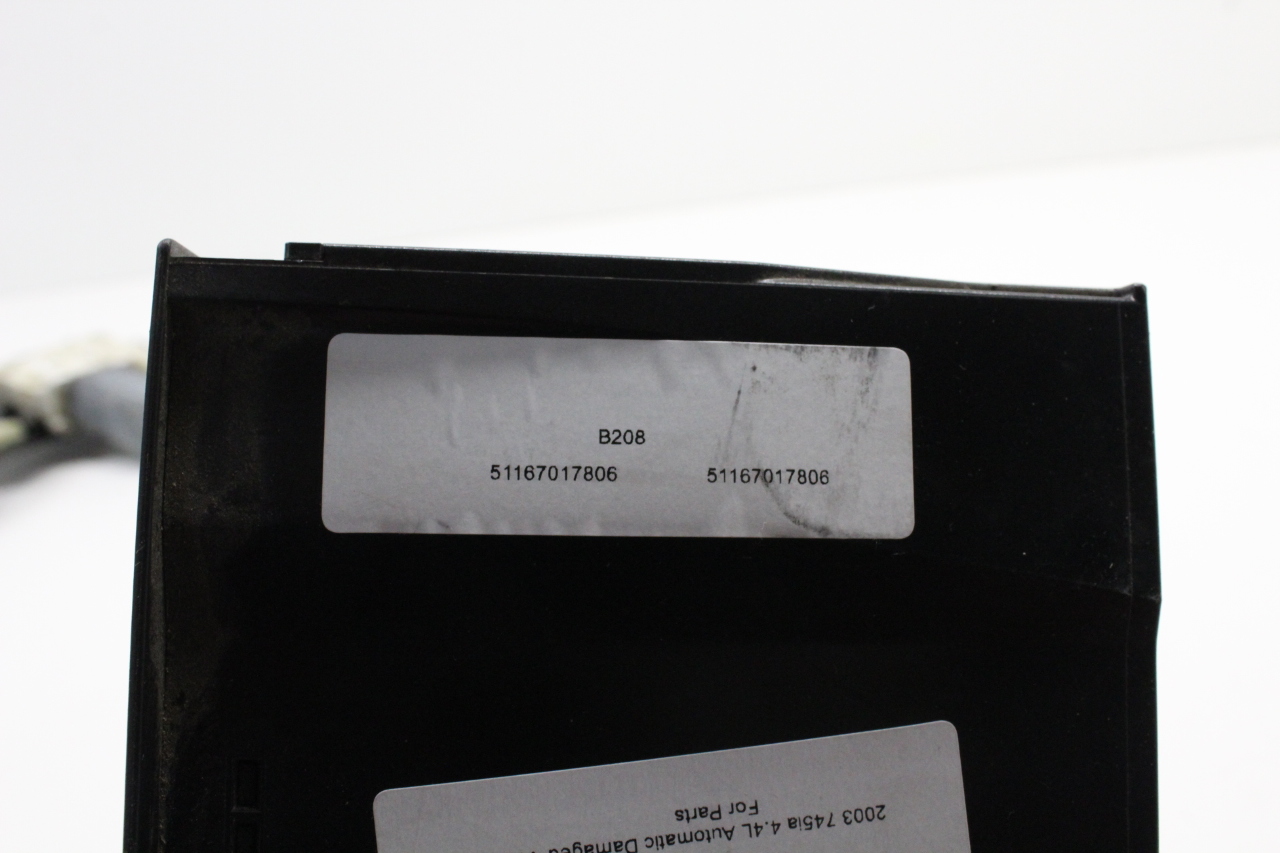 B208
51167017806 51167017806
2003 745ia 4.4L Automatic Damaged
For Parts